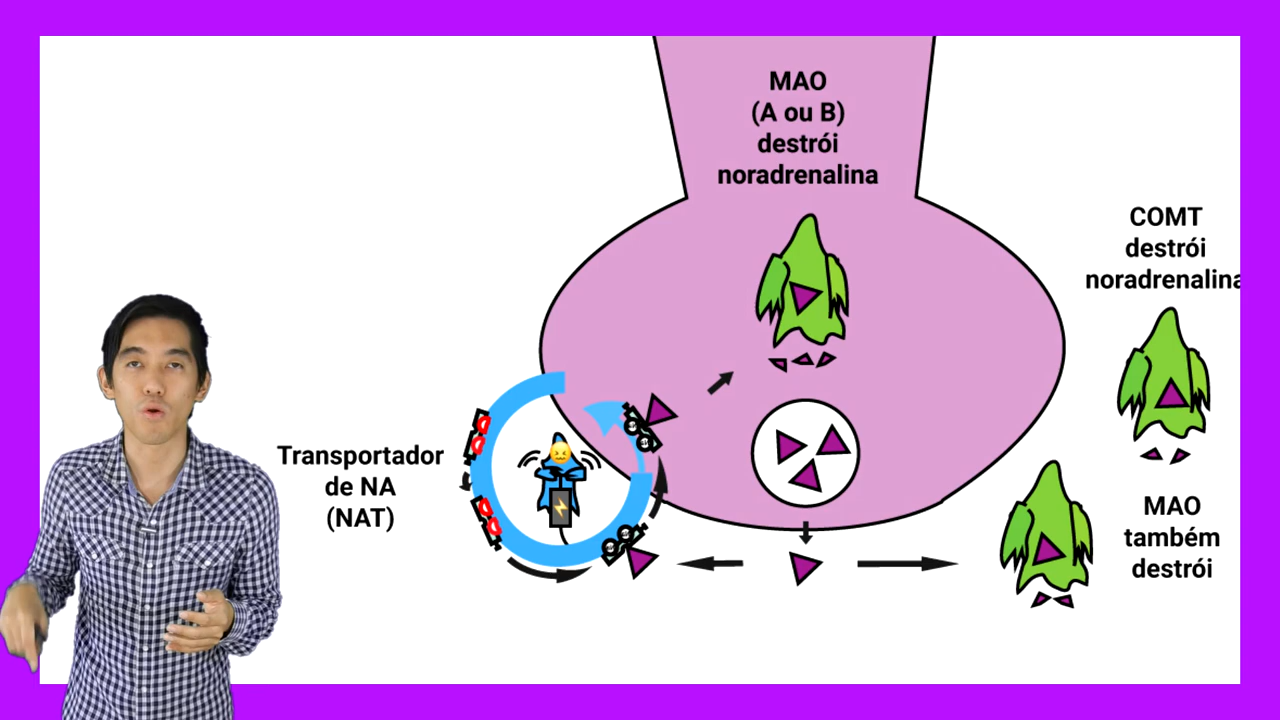 MAO
(A ou B)
destrói
noradrenalina
COMT
destrói
noradrenalina
Transportador
de NA
(NAT)
MAO
também
destrói